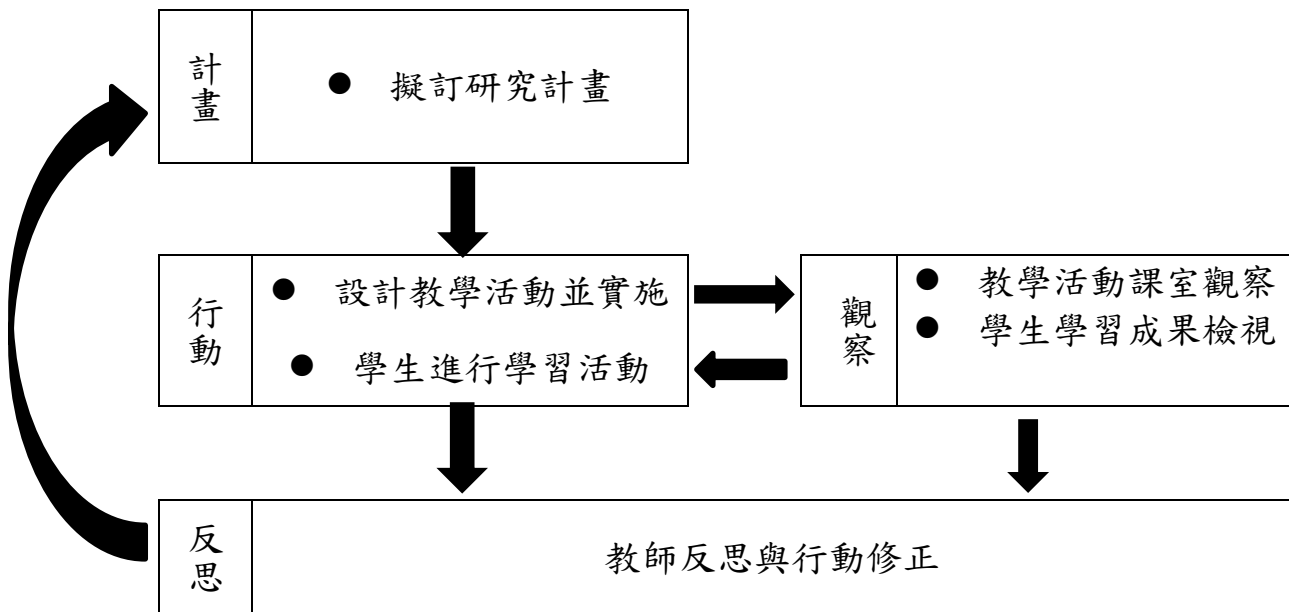 計畫
● 擬訂研究計畫
行動
● 設計教學活動並實施
● 學生進行學習活動
觀察
● 教學活動課室觀察
● 學生學習成果檢視
反思
教師反思與行動修正